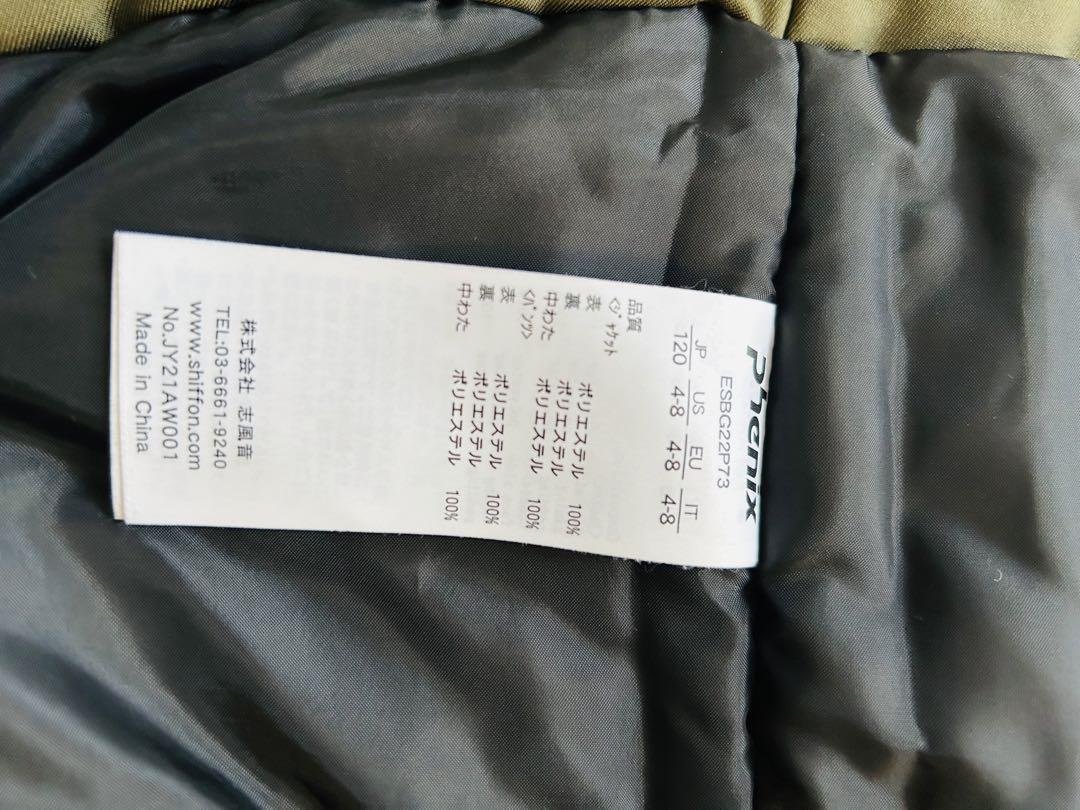 Phenix
ESBG22P73
JP US EU IT
120 4-8 4-8 4-8
品質
<ジャケット
表 ポリエステル 100%
裏 ポリエステル
中わた ポリエステル 100%
<パンツ>
表 ポリエステル 100%
裏 ポリエステル
中わた ポリエステル 100%
株式会社 志風音
TEL:03-6661-9240
www.shiffon.com
No.JY21AW001
Made in China